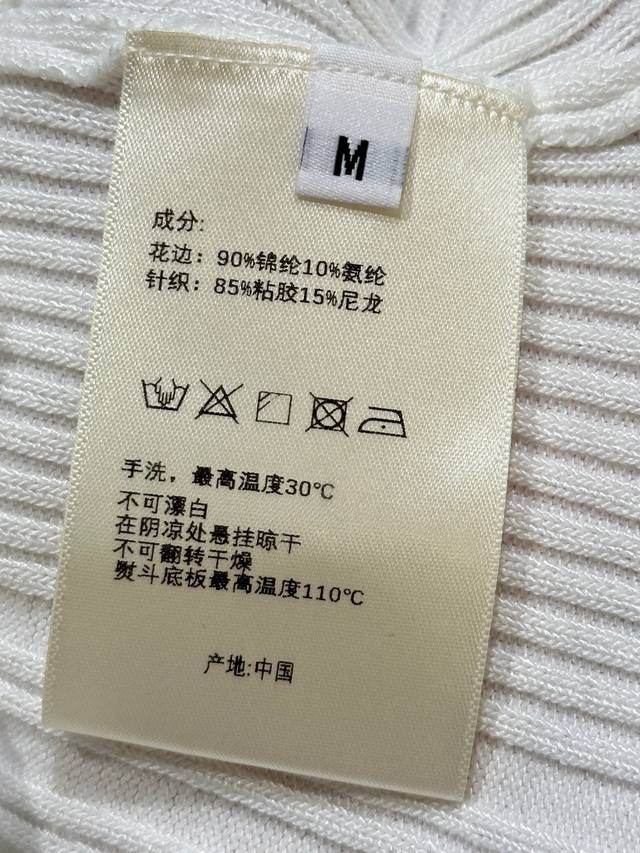 M
成分:
花边：90%锦纶10%氨纶
针织：85%粘胶15%尼龙
手洗，最高温度30℃
不可漂白
在阴凉处悬挂晾干
不可翻转干燥
熨斗底板最高温度110℃
产地:中国